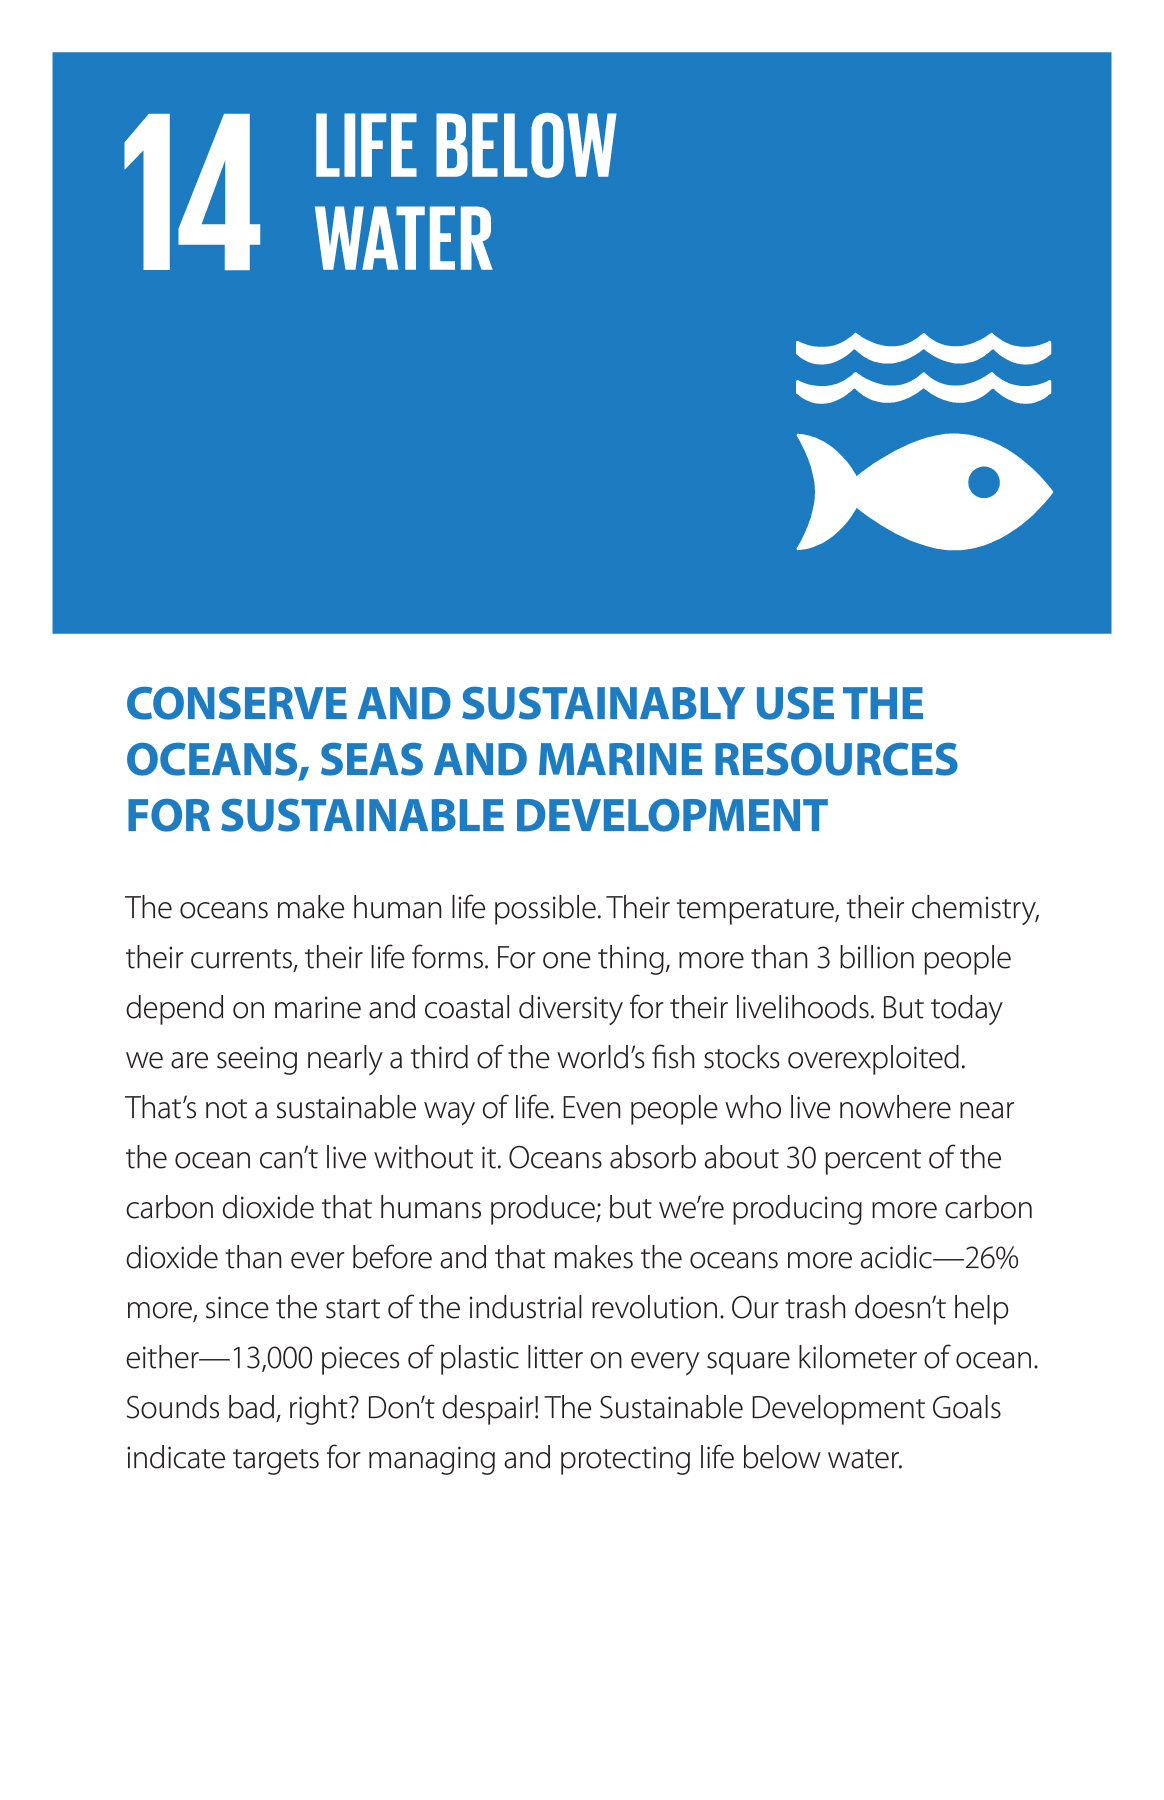 14
LIFE BELOW
WATER
CONSERVE AND SUSTAINABLY USE THE
OCEANS, SEAS AND MARINE RESOURCES
FOR SUSTAINABLE DEVELOPMENT
The oceans make human life possible. Their temperature, their chemistry,
their currents, their life forms. For one thing, more than 3 billion people
depend on marine and coastal diversity for their livelihoods. But today
we are seeing nearly a third of the world’s fish stocks overexploited.
That’s not a sustainable way of life. Even people who live nowhere near
the ocean can’t live without it. Oceans absorb about 30 percent of the
carbon dioxide that humans produce; but we’re producing more carbon
dioxide than ever before and that makes the oceans more acidic—26%
more, since the start of the industrial revolution. Our trash doesn’t help
either—13,000 pieces of plastic litter on every square kilometer of ocean.
Sounds bad, right? Don’t despair! The Sustainable Development Goals
indicate targets for managing and protecting life below water.